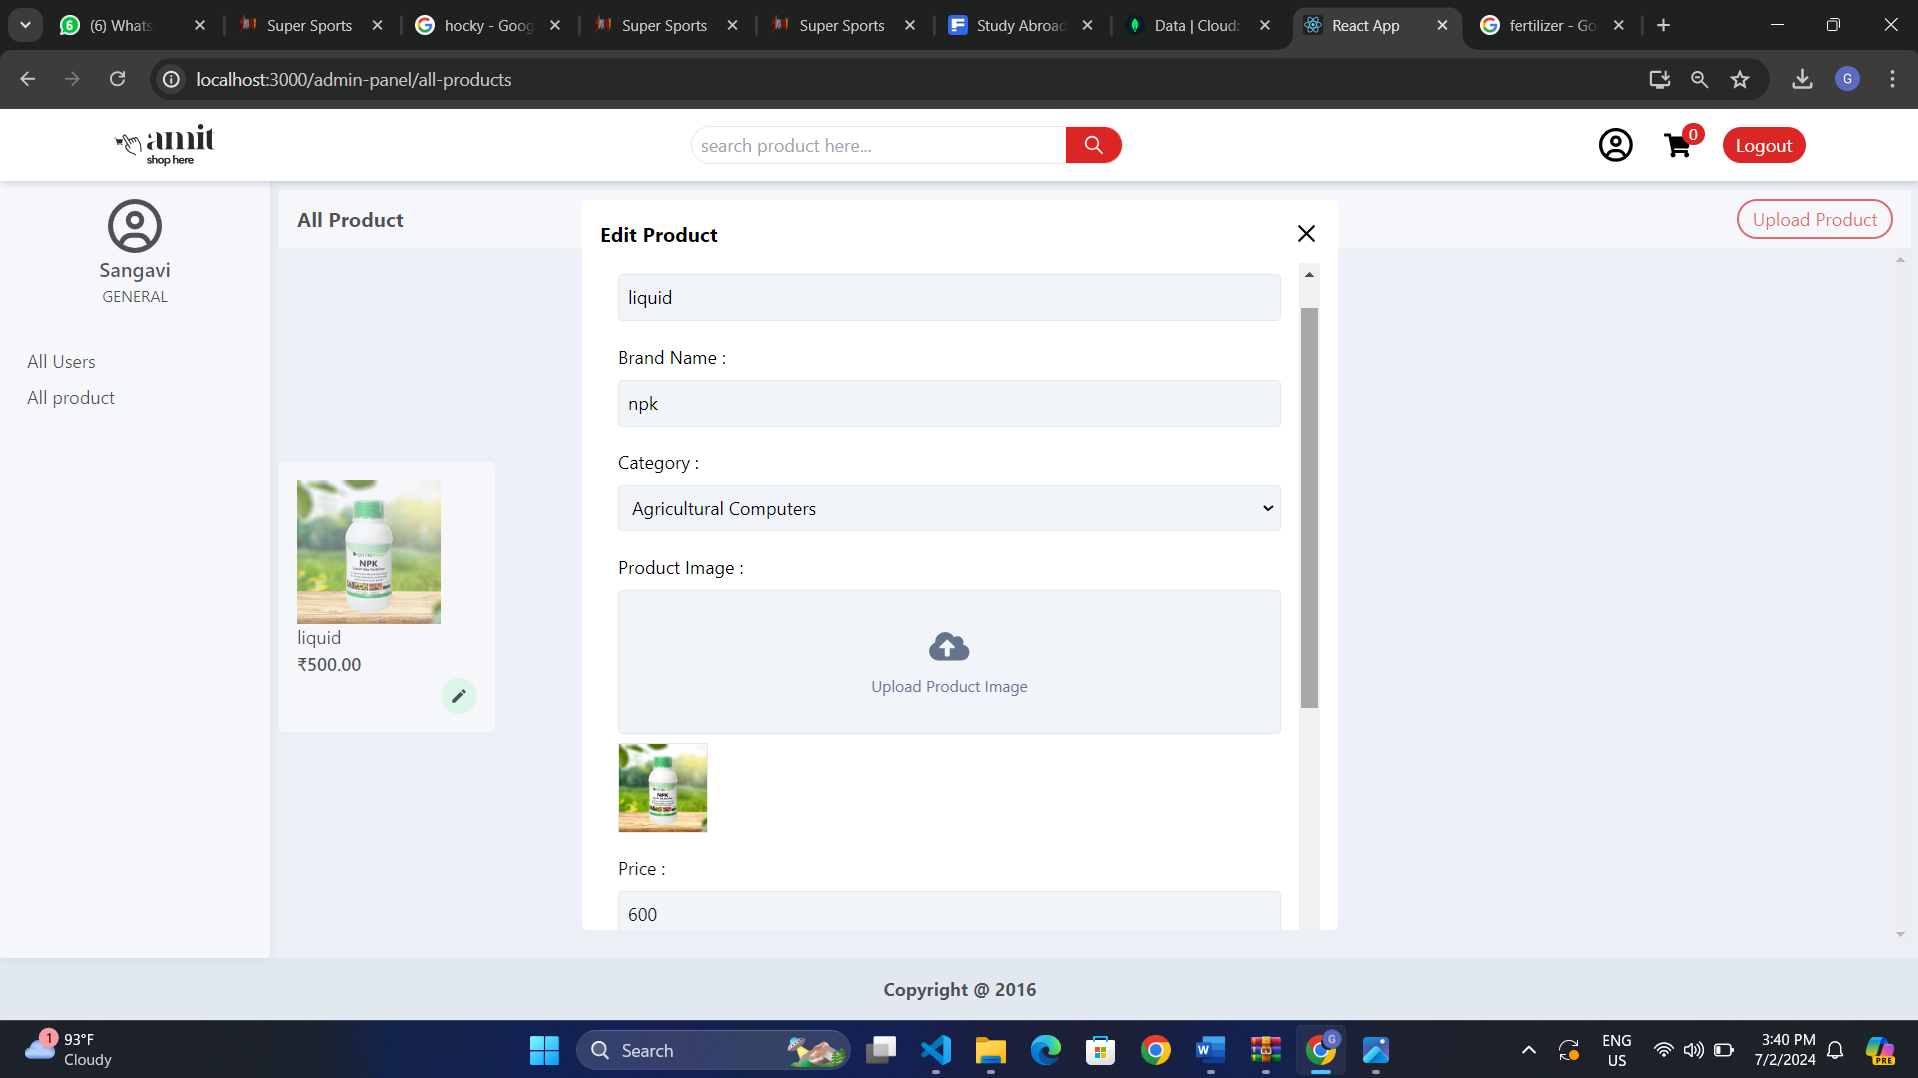 (6) Whats
Super Sports
hocky - Goog
Super Sports
Super Sports
Study Abroad
Data | Cloud:
React App
fertilizer - Go
localhost:3000/admin-panel/all-products
G
amit
shop here
search product here...
0
Logout
Sangavi
GENERAL
All Users
All product
All Product
Upload Product
NPK
liquid
₹500.00
Edit Product
liquid
Brand Name :
npk
Category :
Agricultural Computers
Product Image :
Upload Product Image
NPK
Price :
600
Copyright @ 2016
1
93°F
Cloudy
Search
G
ENG
US
3:40 PM
7/2/2024
PRE